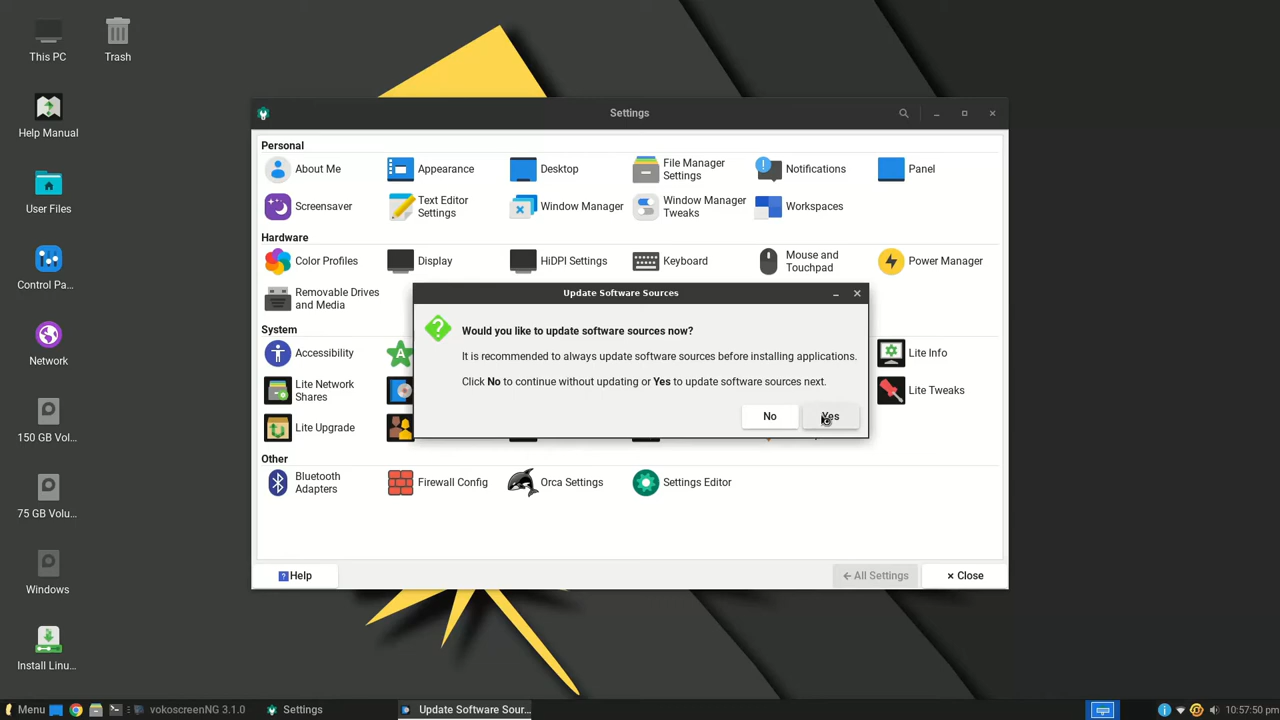 This PC
Trash
Help Manual
User Files
Control Pa...
Network
150 GB Vol...
75 GB Volu...
Windows
Install Linu...
Settings
Personal
About Me
Appearance
Desktop
File Manager
Settings
Notifications
Panel
Screensaver
Text Editor
Settings
Window Manager
Window Manager
Tweaks
Workspaces
Hardware
Color Profiles
Display
HiDPI Settings
Keyboard
Mouse and
Touchpad
Power Manager
Removable Drives
and Media
System
Accessibility
Lite Info
Lite Network
Shares
Lite Tweaks
Lite Upgrade
Update Software Sources
Would you like to update software sources now?
It is recommended to always update software sources before installing applications.
Click No to continue without updating or Yes to update software sources next.
No
Yes
Other
Bluetooth
Adapters
Firewall Config
Orca Settings
Settings Editor
Help
All Settings
Close
Menu
vokoscreenNG 3.1.0
Settings
Update Software Sour...
10:57:50 pm